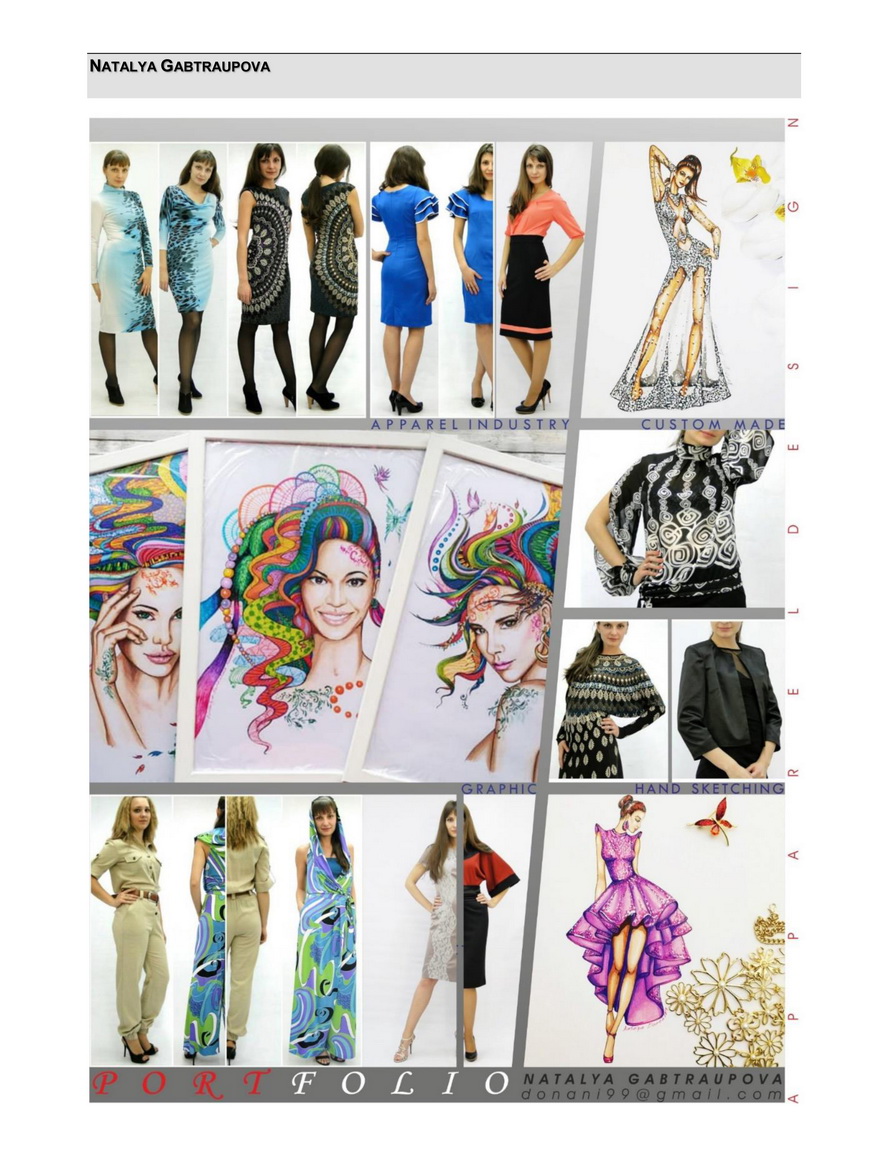 NATALYA GABTRAUPOVA
APPAREL DESIGN
APPAREL INDUSTRY
CUSTOM MADE
GRAPHIC
HAND SKETCHING
PORTFOLIO
NATALYA GABTRAUPOVA
donani99@gmail.com